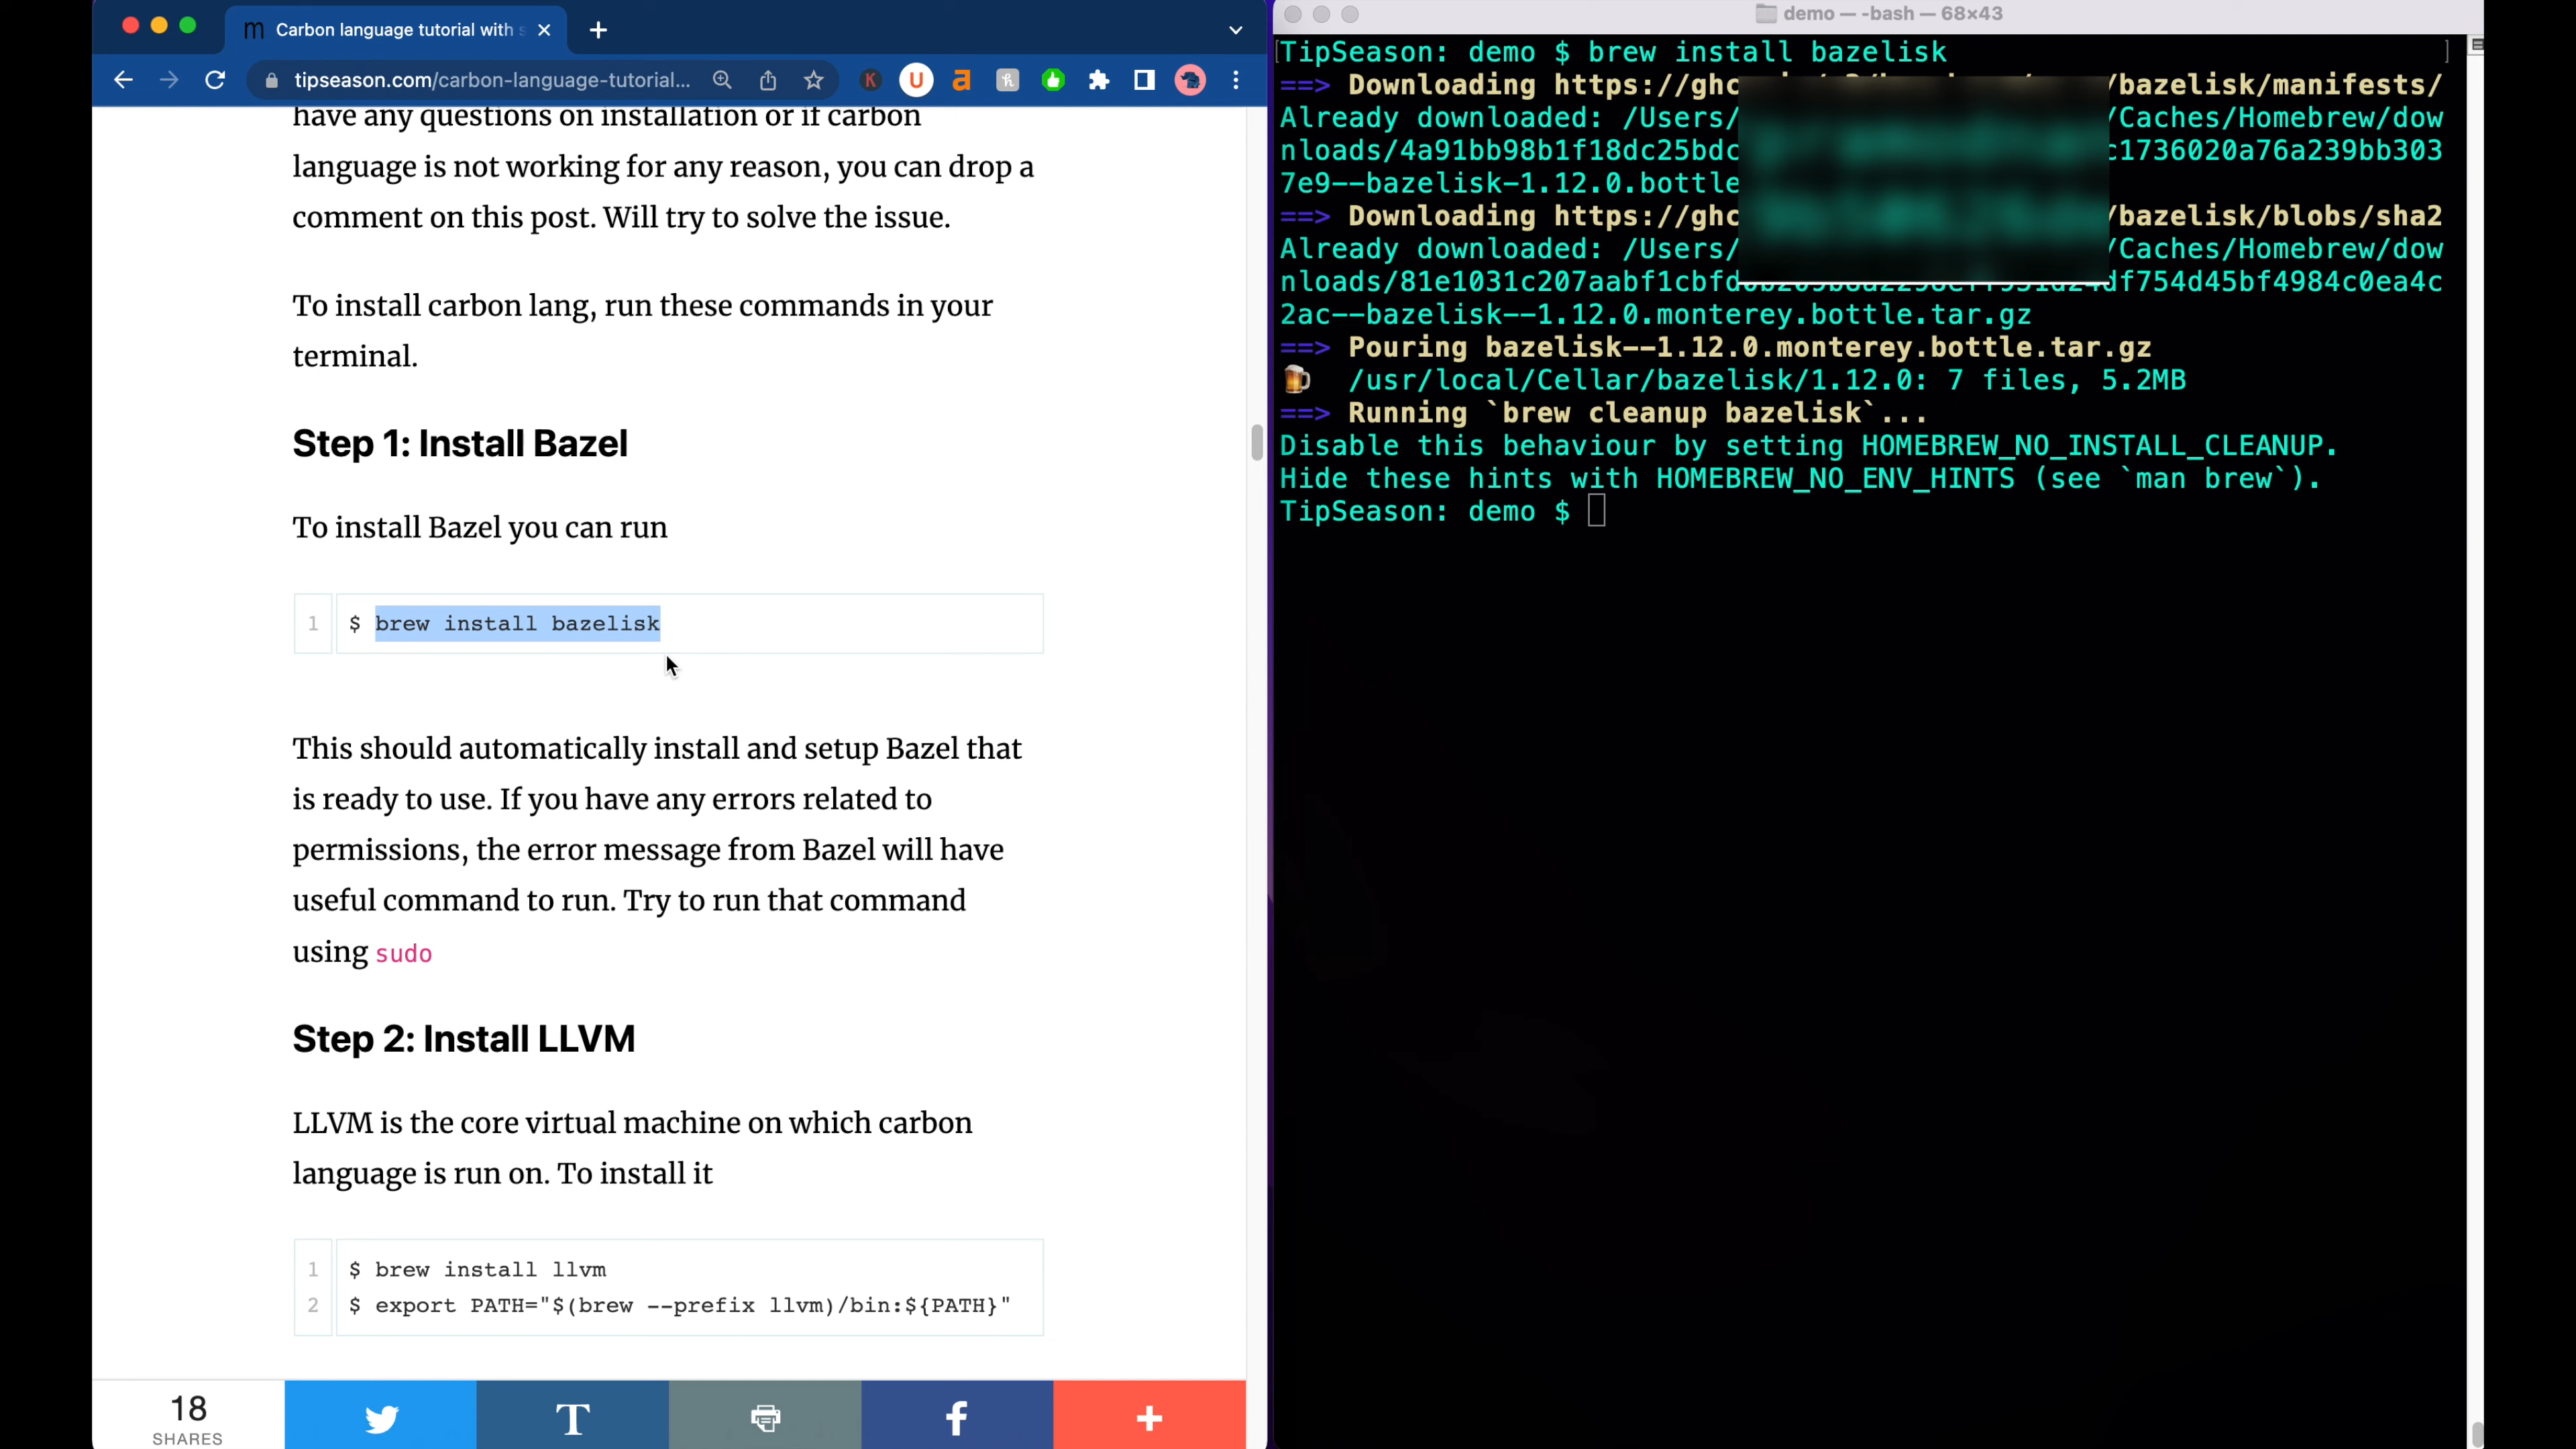 Carbon language tutorial with s
tipseason.com/carbon-language-tutorial...
have any questions on installation or if carbon
language is not working for any reason, you can drop a
comment on this post. Will try to solve the issue.
To install carbon lang, run these commands in your
terminal.
Step 1: Install Bazel
To install Bazel you can run
1 $ brew install bazelisk
This should automatically install and setup Bazel that
is ready to use. If you have any errors related to
permissions, the error message from Bazel will have
useful command to run. Try to run that command
using sudo
Step 2: Install LLVM
LLVM is the core virtual machine on which carbon
language is run on. To install it
1 $ brew install llvm
2 $ export PATH="$(brew --prefix llvm)/bin:${PATH}"
18
SHARES
demo — -bash — 68×43
TipSeason: demo $ brew install bazelisk
==> Downloading https://ghc /bazelisk/manifests/
Already downloaded: /Users/ /Caches/Homebrew/dow
nloads/4a91bb98b1f18dc25bdc c1736020a76a239bb303
7e9--bazelisk-1.12.0.bottle
==> Downloading https://ghc /bazelisk/blobs/sha2
Already downloaded: /Users/ /Caches/Homebrew/dow
nloads/81e1031c207aabf1cbfd df754d45bf4984c0ea4c
2ac--bazelisk--1.12.0.monterey.bottle.tar.gz
==> Pouring bazelisk--1.12.0.monterey.bottle.tar.gz
🍺 /usr/local/Cellar/bazelisk/1.12.0: 7 files, 5.2MB
==> Running `brew cleanup bazelisk`...
Disable this behaviour by setting HOMEBREW_NO_INSTALL_CLEANUP.
Hide these hints with HOMEBREW_NO_ENV_HINTS (see `man brew`).
TipSeason: demo $